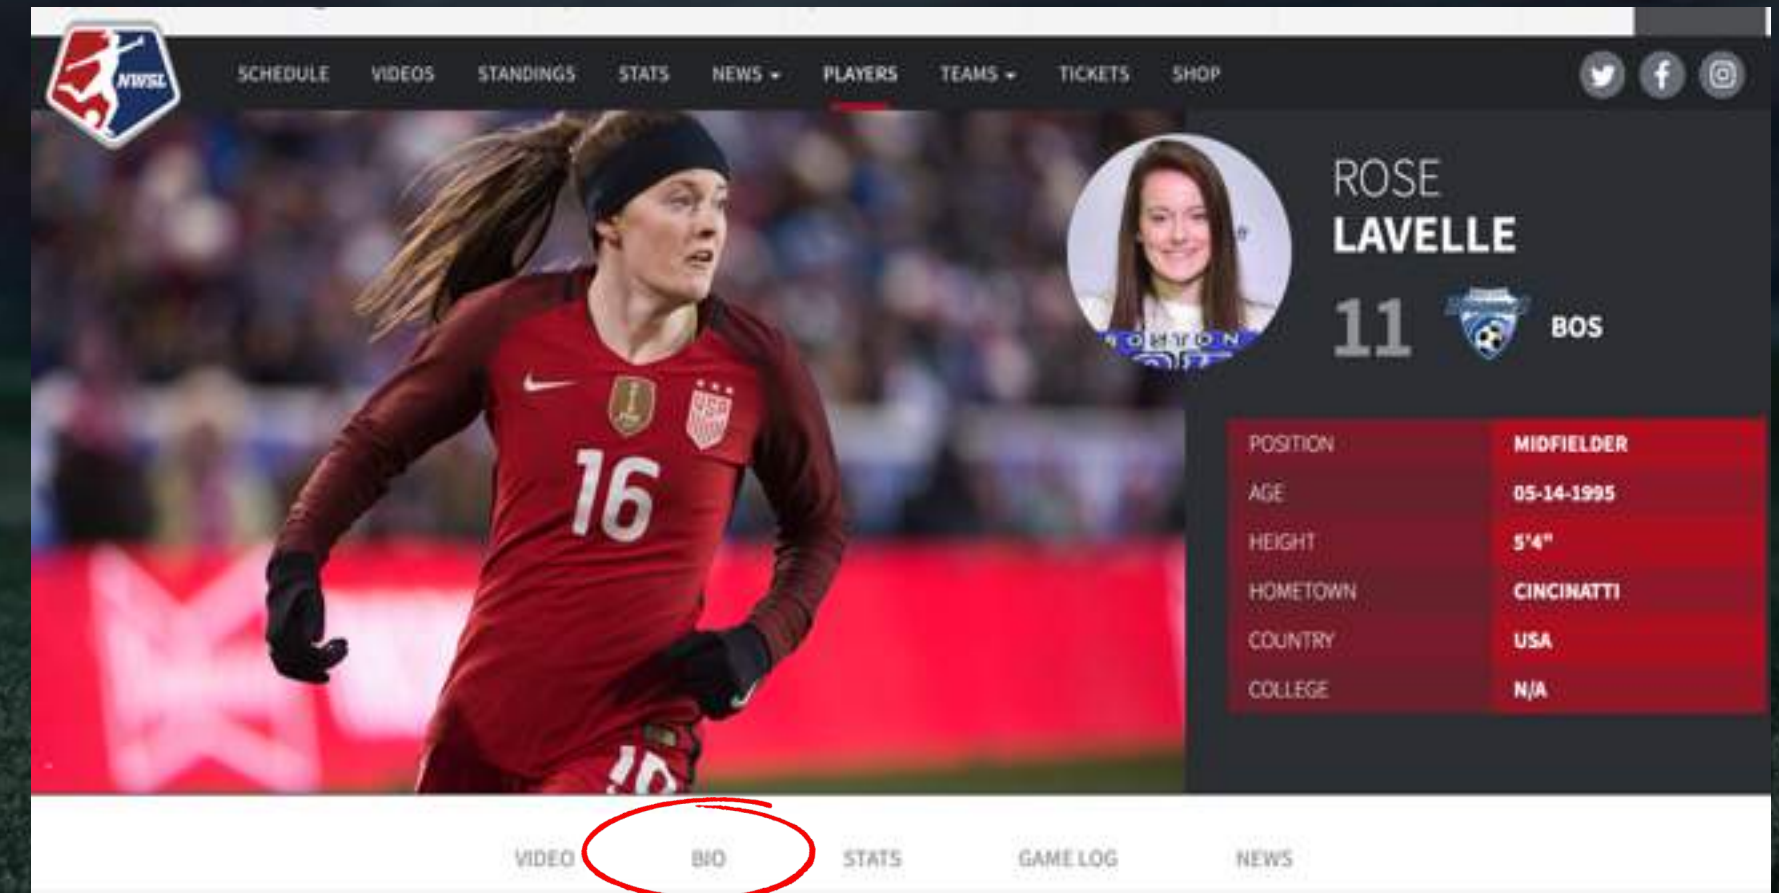 NWSL
SCHEDULE VIDEOS STANDINGS STATS NEWS PLAYERS TEAMS TICKETS SHOP
ROSE
LAVELLE
11 BOS
USA
16
POSITION MIDFIELDER
AGE 05-14-1995
HEIGHT 5'4"
HOMETOWN CINCINATTI
COUNTRY USA
COLLEGE N/A
VIDEO BIO STATS GAME LOG NEWS